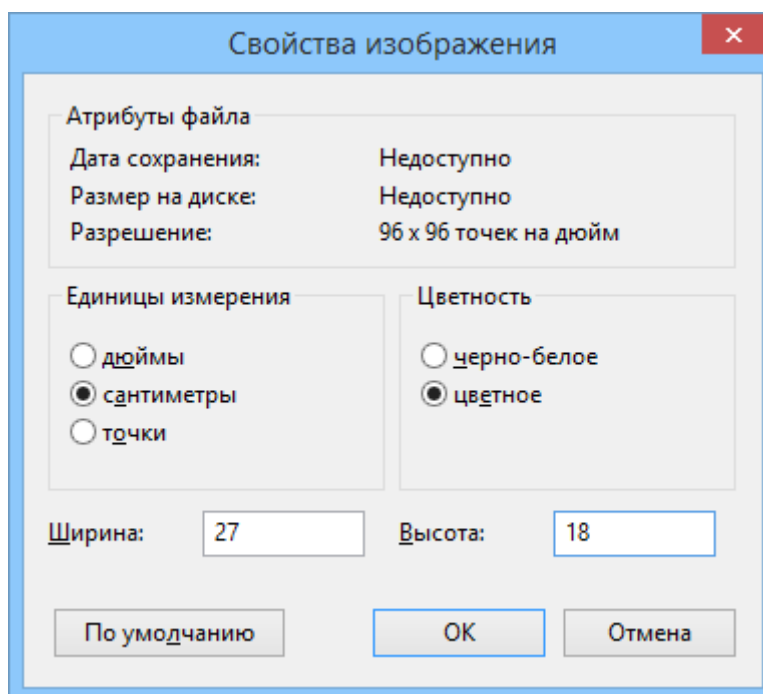 Свойства изображения
Атрибуты файла
Дата сохранения: Недоступно
Размер на диске: Недоступно
Разрешение: 96 x 96 точек на дюйм
Единицы измерения
дюймы
сантиметры
точки
Цветность
черно-белое
цветное
Ширина: 27 Высота: 18
По умолчанию ОК Отмена